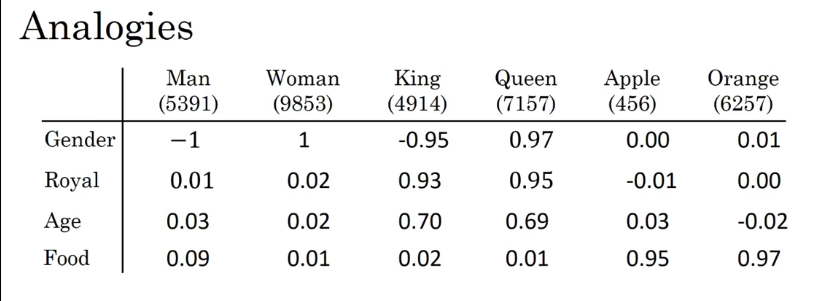 Analogies
Man Woman King Queen Apple Orange
(5391) (9853) (4914) (7157) (456) (6257)
Gender −1 1 -0.95 0.97 0.00 0.01
Royal 0.01 0.02 0.93 0.95 -0.01 0.00
Age 0.03 0.02 0.70 0.69 0.03 -0.02
Food 0.09 0.01 0.02 0.01 0.95 0.97